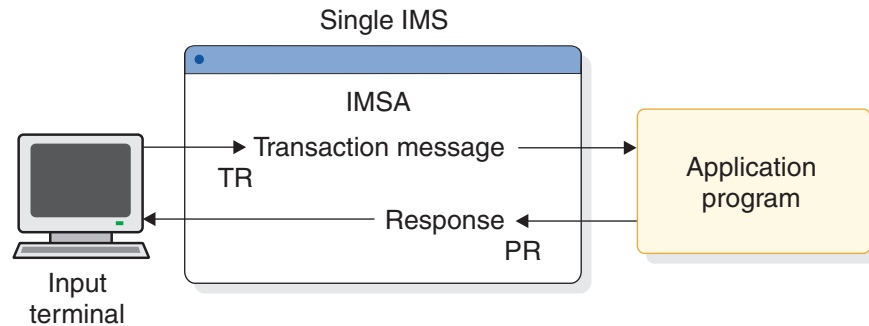 Single IMS
IMSA
Transaction message
TR
Response
PR
Application
program
Input
terminal